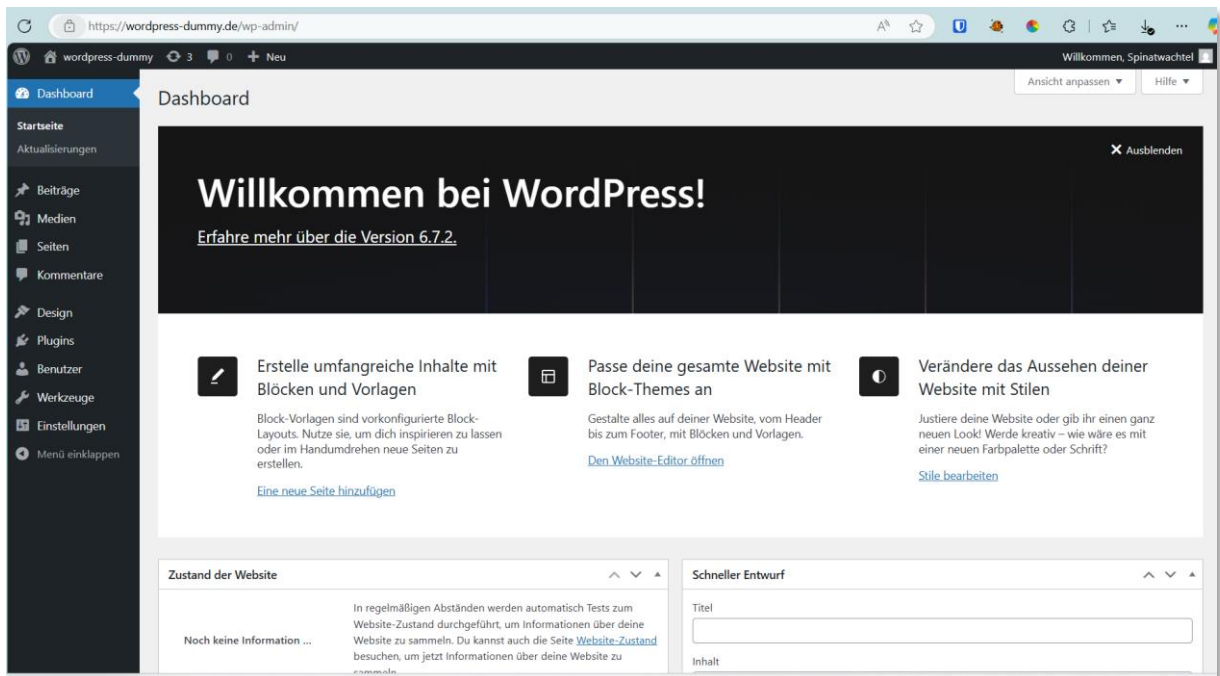 https://wordpress-dummy.de/wp-admin/
wordpress-dummy 3 0 + Neu
Willkommen, Spinatwachtel
Dashboard
Startseite
Aktualisierungen
Beiträge
Medien
Seiten
Kommentare
Design
Plugins
Benutzer
Werkzeuge
Einstellungen
Menü einklappen
Ansicht anpassen
Hilfe
Dashboard
Ausblenden
Willkommen bei WordPress!
Erfahre mehr über die Version 6.7.2.
Erstelle umfangreiche Inhalte mit
Blöcken und Vorlagen
Block-Vorlagen sind vorkonfigurierte Block-
Layouts. Nutze sie, um dich inspirieren zu lassen
oder im Handumdrehen neue Seiten zu
erstellen.
Eine neue Seite hinzufügen
Passe deine gesamte Website mit
Block-Themes an
Gestalte alles auf deiner Website, vom Header
bis zum Footer, mit Blöcken und Vorlagen.
Den Website-Editor öffnen
Verändere das Aussehen deiner
Website mit Stilen
Justiere deine Website oder gib ihr einen ganz
neuen Look! Werde kreativ – wie wäre es mit
einer neuen Farbpalette oder Schrift?
Stile bearbeiten
Zustand der Website
Noch keine Information ...
In regelmäßigen Abständen werden automatisch Tests zum
Website-Zustand durchgeführt, um Informationen über deine
Website zu sammeln. Du kannst auch die Seite Website-Zustand
besuchen, um jetzt Informationen über deine Website zu
sammeln.
Schneller Entwurf
Titel
Inhalt